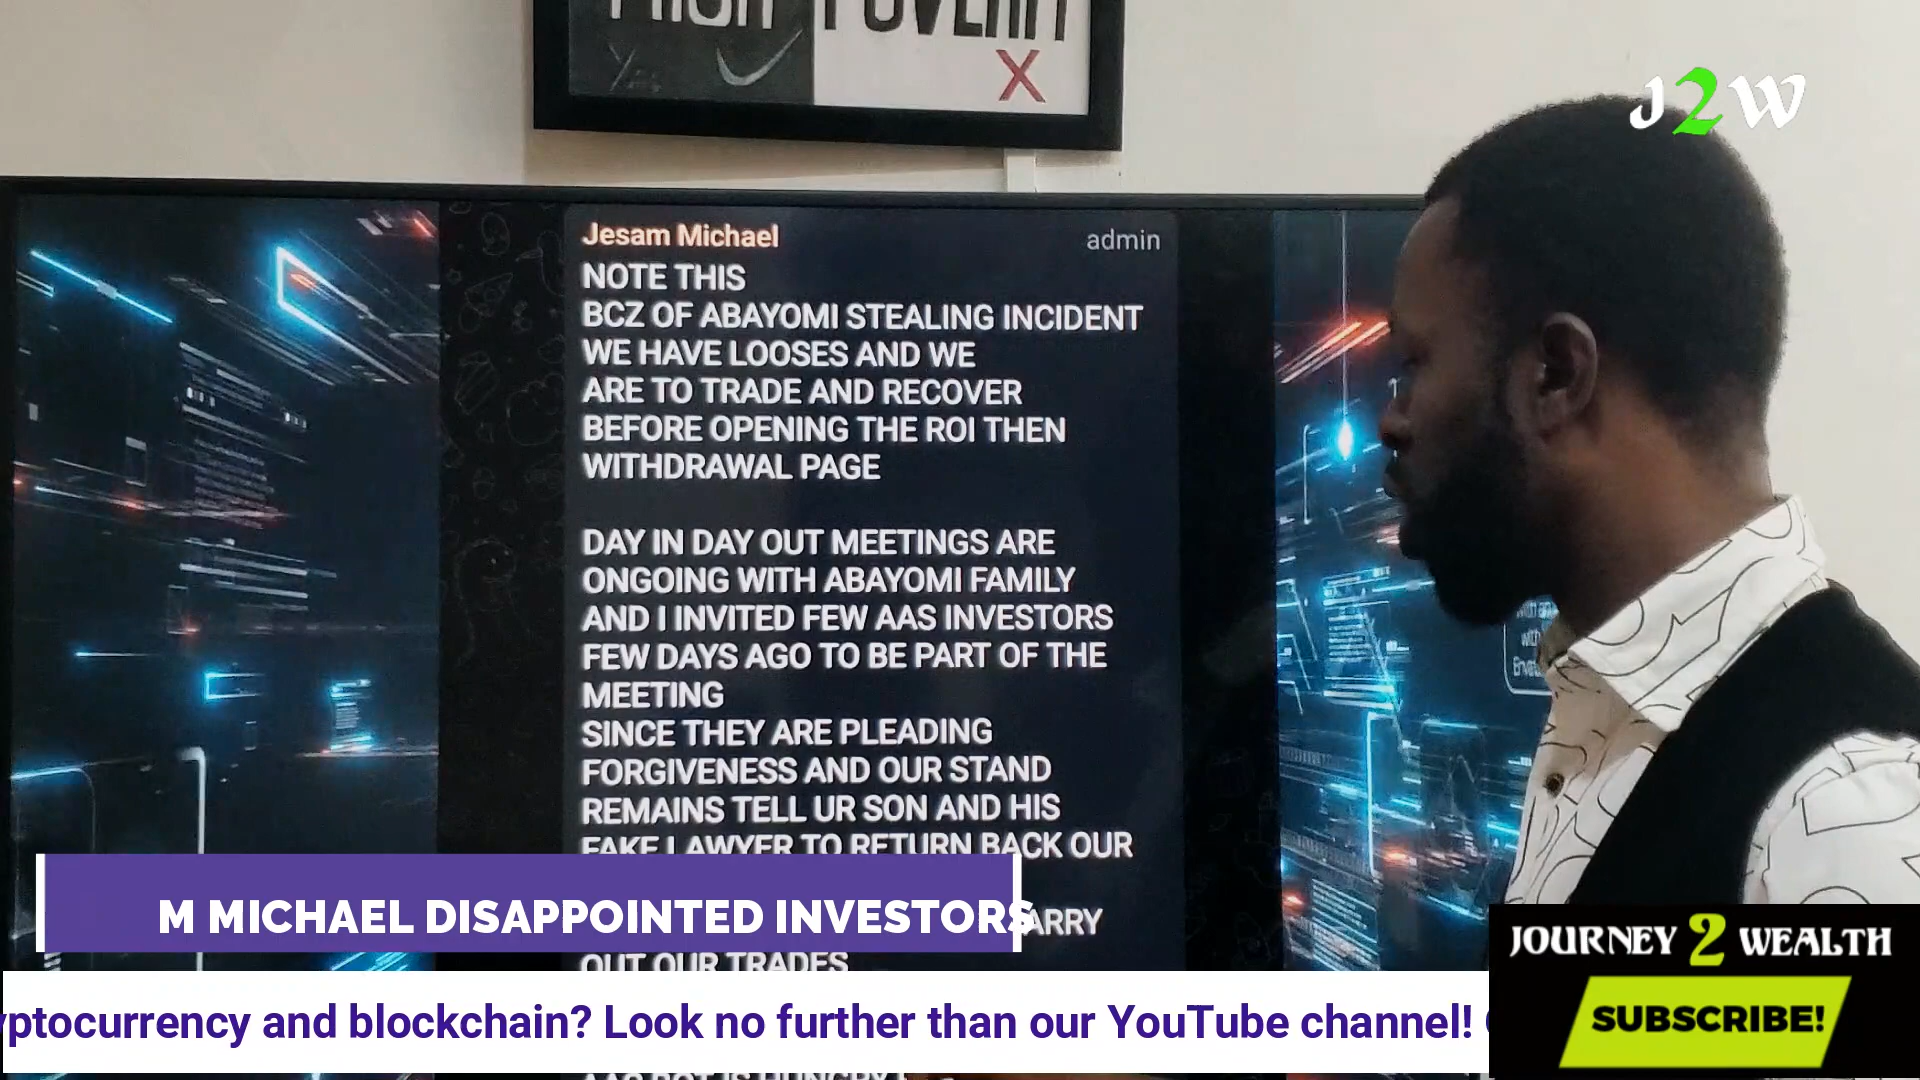 Yes
X
J2W
Jesam Michael
admin
NOTE THIS
BCZ OF ABAYOMI STEALING INCIDENT
WE HAVE LOOSES AND WE
ARE TO TRADE AND RECOVER
BEFORE OPENING THE ROI THEN
WITHDRAWAL PAGE
DAY IN DAY OUT MEETINGS ARE
ONGOING WITH ABAYOMI FAMILY
AND I INVITED FEW AAS INVESTORS
FEW DAYS AGO TO BE PART OF THE
MEETING
SINCE THEY ARE PLEADING
FORGIVENESS AND OUR STAND
REMAINS TELL UR SON AND HIS
FAKE LAWYER TO RETURN BACK OUR
M MICHAEL DISAPPOINTED INVESTORS
OUT OUR TRADES
JOURNEY 2 WEALTH
SUBSCRIBE!
yptocurrency and blockchain? Look no further than our YouTube channel!